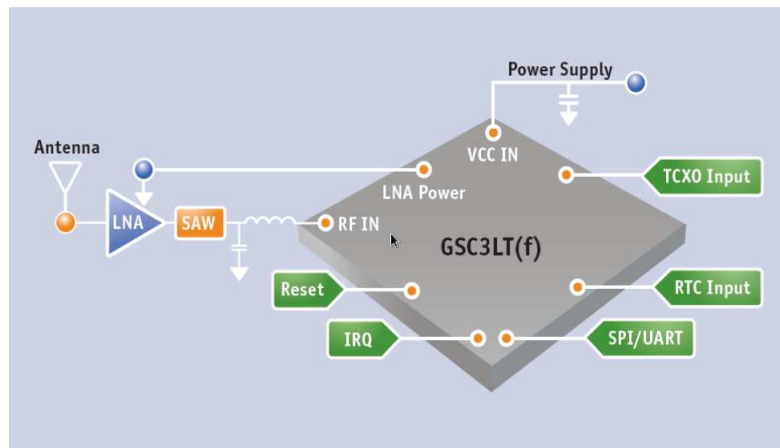 Power Supply
Antenna
VCC IN
TCXO Input
LNA Power
LNA
SAW
RF IN
GSC3LT(f)
Reset
RTC Input
IRQ
SPI/UART